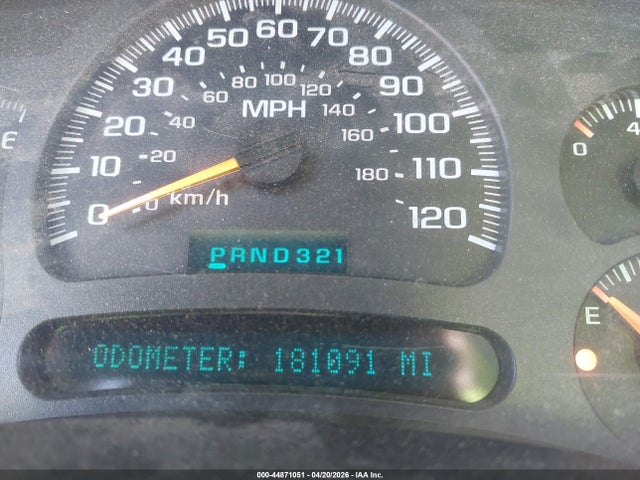 50 60 70
40 80
30 80 100 120 90
60 140
MPH
20 40 160 100
10 20 180 110
0 0 km/h 120
PRND321
ODOMETER: 181091 MI
E
0 4
E
000-44871051 - 04/20/2026 - IAA Inc.